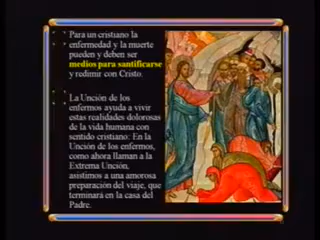 Para un cristiano la
enfermedad y la muerte
pueden y deben ser
medios para santificarse
y redimir con Cristo.
La Unción de los
enfermos ayuda a vivir
estas realidades dolorosas
de la vida humana con
sentido cristiano: En la
Unción de los enfermos,
como ahora llaman a la
Extrema Unción,
asistimos a una amorosa
preparación del viaje, que
terminará en la casa del
Padre.